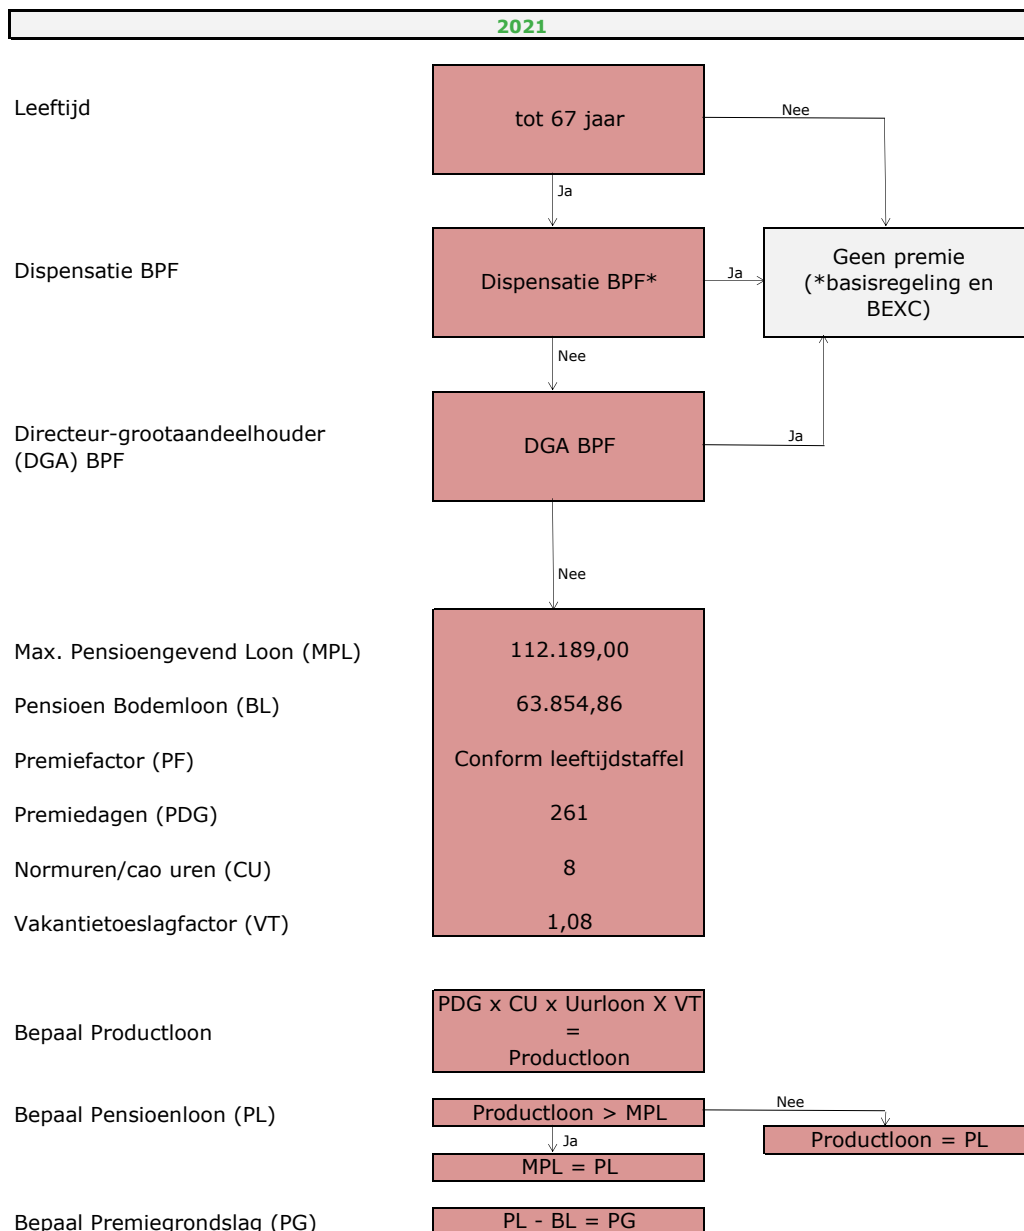 2021
Leeftijd
tot 67 jaar
Nee
Ja
Dispensatie BPF
Dispensatie BPF*
Ja
Geen premie
(*basisregeling en
BEXC)
Nee
Directeur-grootaandeelhouder
(DGA) BPF
DGA BPF
Ja
Nee
Max. Pensioengevend Loon (MPL)
112.189,00
Pensioen Bodemloon (BL)
63.854,86
Premiefactor (PF)
Conform leeftijdstaffel
Premiedagen (PDG)
261
Normuren/cao uren (CU)
8
Vakantietoeslagfactor (VT)
1,08
Bepaal Productloon
PDG x CU x Uurloon X VT
=
Productloon
Bepaal Pensioenloon (PL)
Productloon > MPL
Nee
Ja
Productloon = PL
MPL = PL
Bepaal Premiegrondslag (PG)
PL - BL = PG